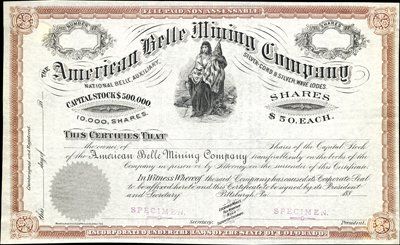 FULL PAID NON ASSESSABLE
NUMBER
SHARES
THE American Belle Mining Company
NATIONAL BELLE AUXILIARY.
SILVER CORD & SILVER WAVE LODES.
CAPITAL STOCK $500,000.
10,000, SHARES.
SHARES
$50. EACH.
THIS CERTIFIES THAT
the owner of Shares of the Capital Stock
of the American Belle Mining Company transferable only on the books of the
Company in person or by Attorney on the surrender of this Certificate.
In Witness Whereof the said Company has caused its Corporate Seal
to be affixed hereto and this Certificate to be signed by its President
and Secretary Pittsburgh, Pa. 18
SPECIMEN
SPECIMEN
Secretary
President.
INCORPORATED UNDER THE LAWS OF THE STATE OF COLORADO.